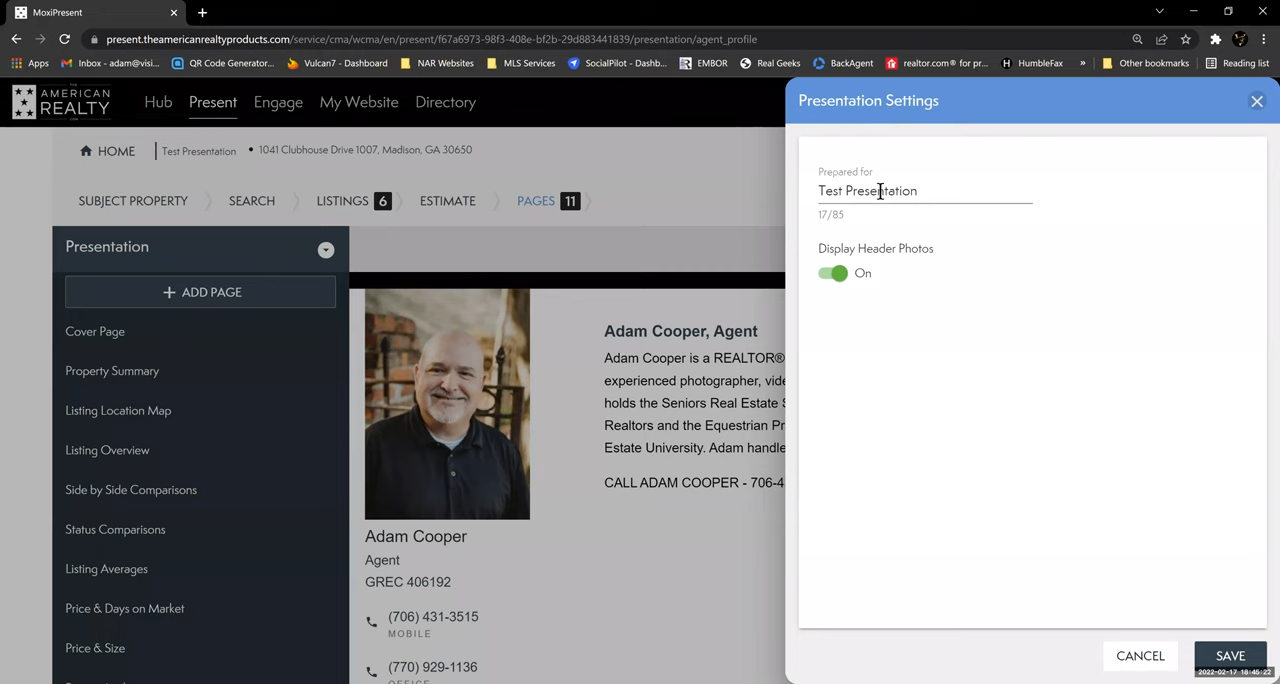 MoxiPresent
present.theamericanrealtyproducts.com/service/cma/wcma/en/present/f67a6973-98f3-408e-bf2b-29d883441839/presentation/agent_profile
Apps
Inbox - adam@visi...
QR Code Generator...
Vulcan7 - Dashboard
NAR Websites
MLS Services
SocialPilot - Dashb...
EMBOR
Real Geeks
BackAgent
realtor.com® for pr...
HumbleFax
»
Other bookmarks
Reading list
AMERICAN
REALTY
Hub
Present
Engage
My Website
Directory
HOME
Test Presentation
• 1041 Clubhouse Drive 1007, Madison, GA 30650
SUBJECT PROPERTY
SEARCH
LISTINGS 6
ESTIMATE
PAGES 11
Presentation
+ ADD PAGE
Cover Page
Property Summary
Listing Location Map
Listing Overview
Side by Side Comparisons
Status Comparisons
Listing Averages
Price & Days on Market
Price & Size
Adam Cooper
Agent
GREC 406192
(706) 431-3515
MOBILE
(770) 929-1136
Adam Cooper, Agent
Adam Cooper is a REALTOR®
experienced photographer, vide
holds the Seniors Real Estate S
Realtors and the Equestrian Pr
Estate University. Adam handle
CALL ADAM COOPER - 706-4
Presentation Settings
Prepared for
Test Presentation
17/85
Display Header Photos
On
CANCEL
SAVE
2022-02-17 18:45:22